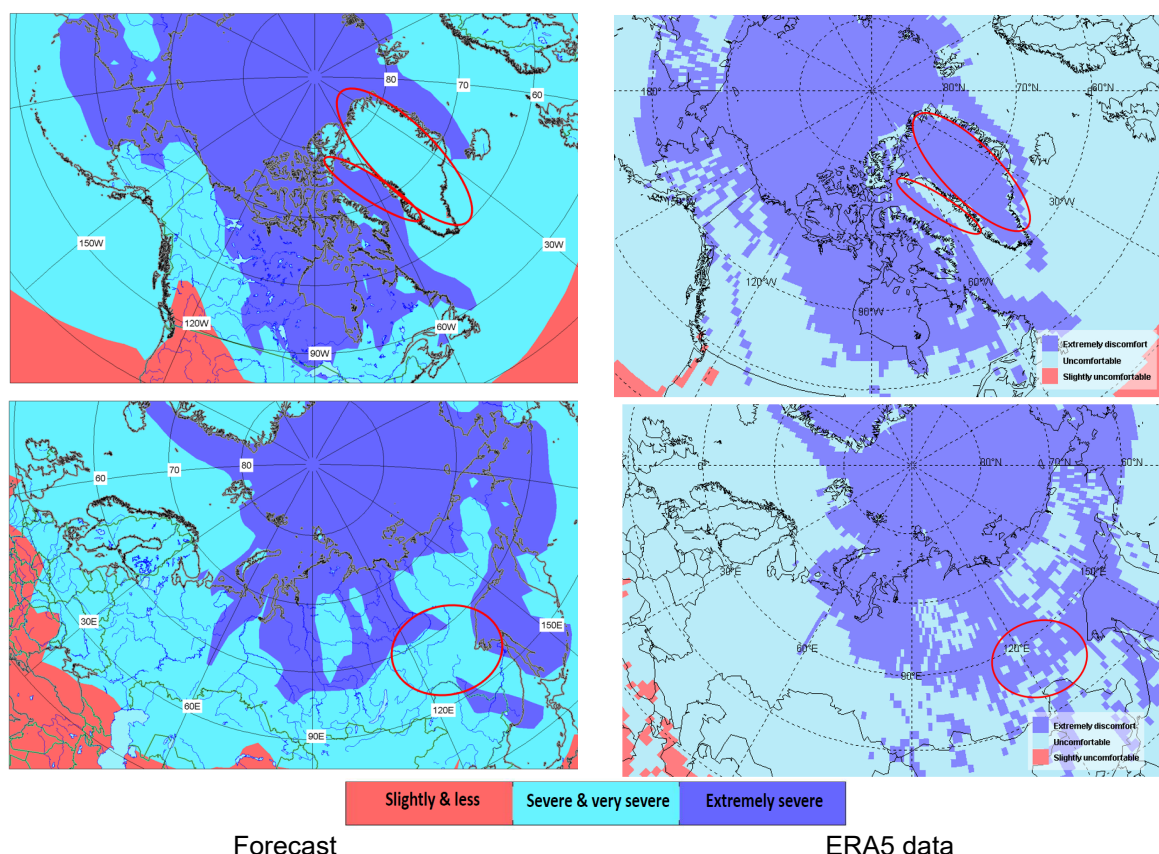 80
70
60
30W
150W
120W
60W
90W
180°
80°N
70°N
60°N
150°W
30°W
120°W
60°W
90°W
Extremely discomfort
Uncomfortable
Slightly uncomfortable
60
70
80
30E
150E
60E
120E
90E
0°
80°N
70°N
60°N
30°E
150°E
60°E
120°E
90°E
Extremely discomfort
Uncomfortable
Slightly uncomfortable
Slightly & less
Severe & very severe
Extremely severe
Forecast
ERA5 data